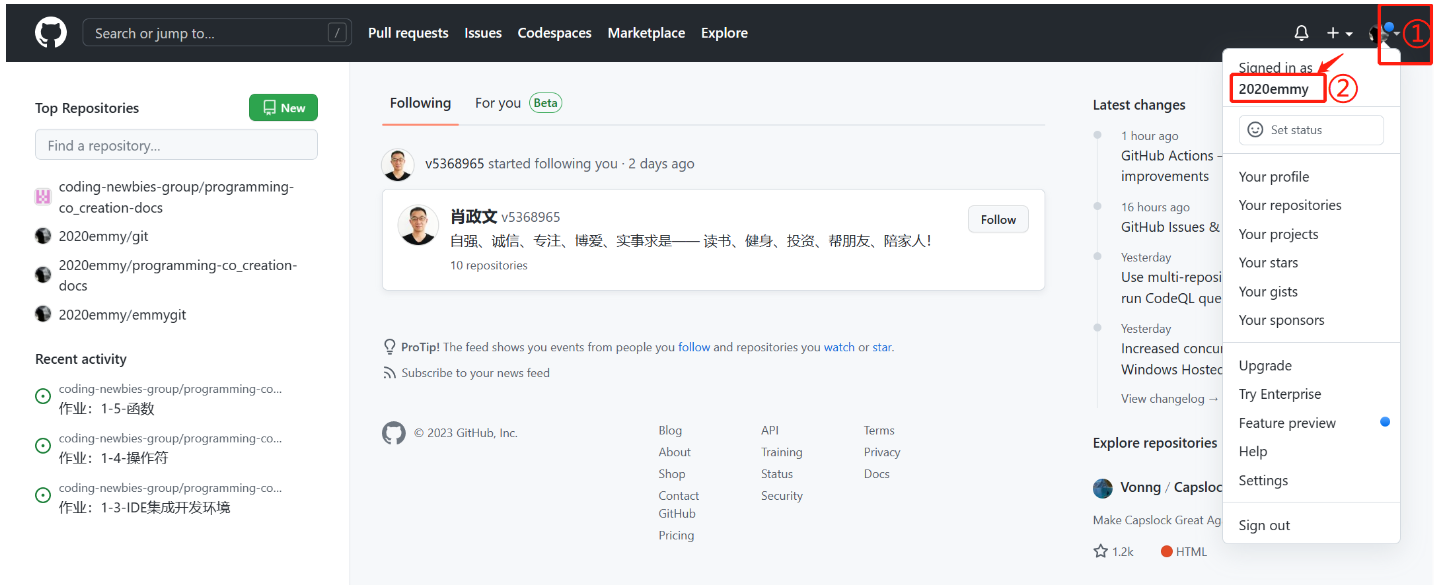 Search or jump to... /
Pull requests
Issues
Codespaces
Marketplace
Explore
①
Signed in as
2020emmy
②
Set status
Your profile
Your repositories
Your projects
Your stars
Your gists
Your sponsors
Upgrade
Try Enterprise
Feature preview
Help
Settings
Sign out
Top Repositories
New
Find a repository...
coding-newbies-group/programming-
co_creation-docs
2020emmy/git
2020emmy/programming-co_creation-
docs
2020emmy/emmygit
Recent activity
coding-newbies-group/programming-co...
作业：1-5-函数
coding-newbies-group/programming-co...
作业：1-4-操作符
coding-newbies-group/programming-co...
作业：1-3-IDE集成开发环境
Following
For you Beta
v5368965 started following you · 2 days ago
肖政文 v5368965
Follow
自强、诚信、专注、博爱、实事求是—— 读书、健身、投资、帮朋友、陪家人！
10 repositories
ProTip! The feed shows you events from people you follow and repositories you watch or star.
Subscribe to your news feed
© 2023 GitHub, Inc.
Blog
About
Shop
Contact
GitHub
Pricing
API
Training
Status
Security
Terms
Privacy
Docs
Latest changes
1 hour ago
GitHub Actions –
improvements
16 hours ago
GitHub Issues &
Yesterday
Use multi-reposi
run CodeQL que
Yesterday
Increased concur
Windows Hosted
View changelog →
Explore repositories
Vonng / Capsloc
Make Capslock Great Ag
1.2k
HTML